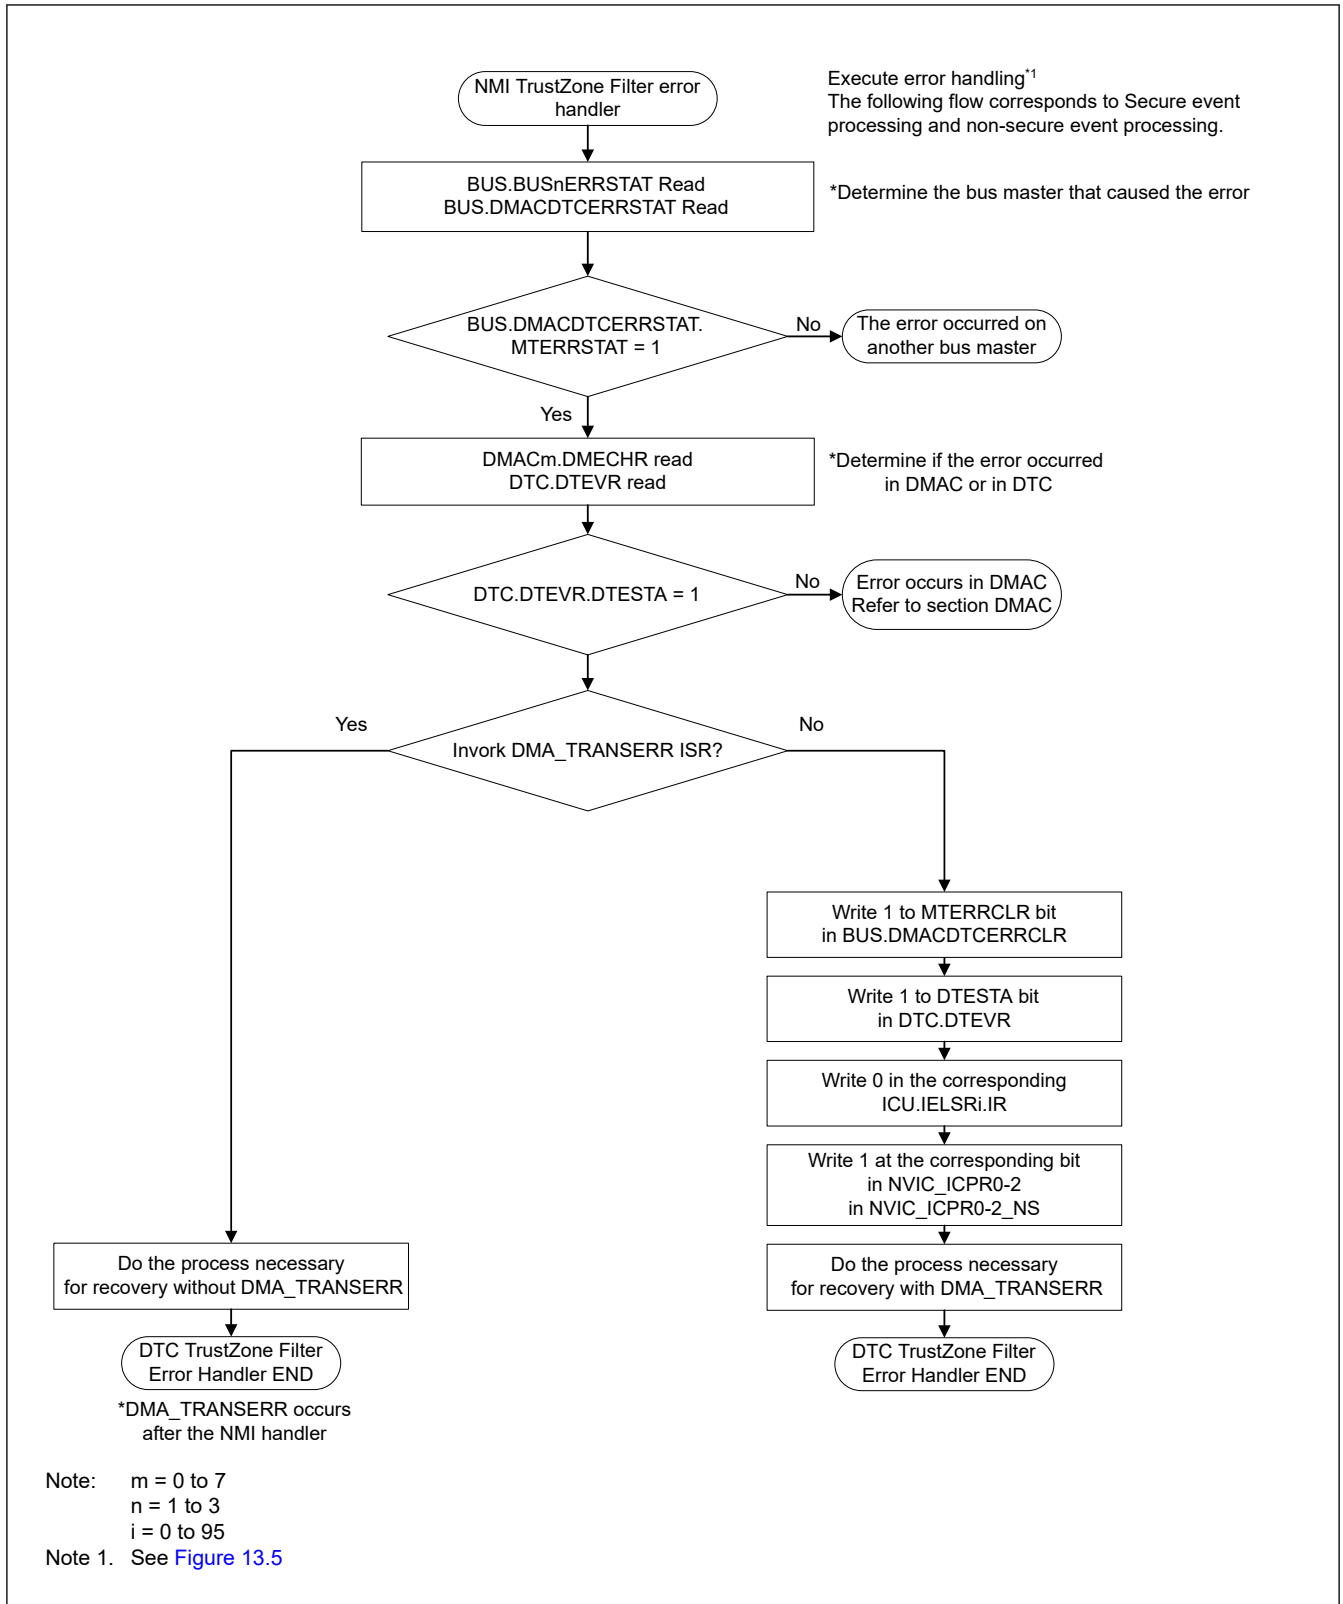 NMI TrustZone Filter error
handler
Execute error handling*1
The following flow corresponds to Secure event
processing and non-secure event processing.
BUS.BUSnERRSTAT Read
BUS.DMACDTCERRSTAT Read
*Determine the bus master that caused the error
BUS.DMACDTCERRSTAT.
MTERRSTAT = 1
No
The error occurred on
another bus master
Yes
DMACm.DMECHR read
DTC.DTEVR read
*Determine if the error occurred
in DMAC or in DTC
DTC.DTEVR.DTESTA = 1
No
Error occurs in DMAC
Refer to section DMAC
Yes
Invork DMA_TRANSERR ISR?
No
Write 1 to MTERRCLR bit
in BUS.DMACDTCERRCLR
Write 1 to DTESTA bit
in DTC.DTEVR
Write 0 in the corresponding
ICU.IELSRi.IR
Write 1 at the corresponding bit
in NVIC_ICPR0-2
in NVIC_ICPR0-2_NS
Do the process necessary
for recovery without DMA_TRANSERR
Do the process necessary
for recovery with DMA_TRANSERR
DTC TrustZone Filter
Error Handler END
DTC TrustZone Filter
Error Handler END
*DMA_TRANSERR occurs
after the NMI handler
Note: m = 0 to 7
n = 1 to 3
i = 0 to 95
Note 1. See Figure 13.5